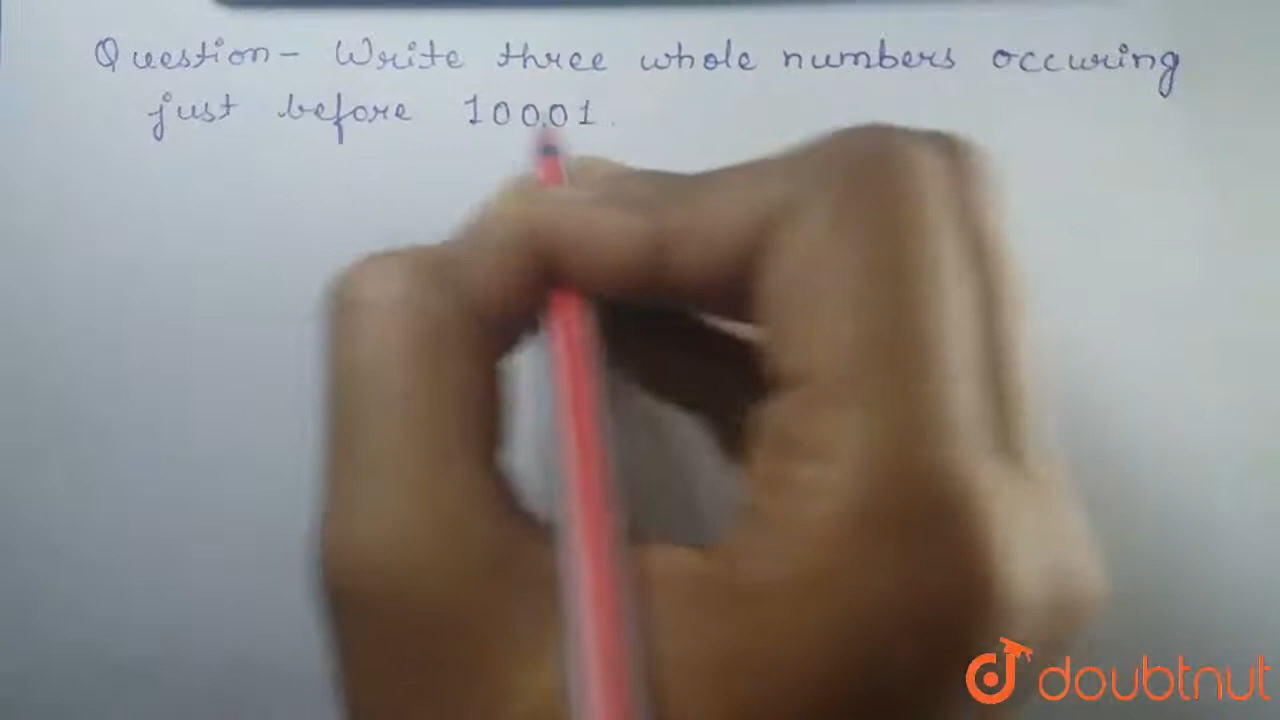 Question- Write three whole numbers occuring
just before 10001.
doubtnut